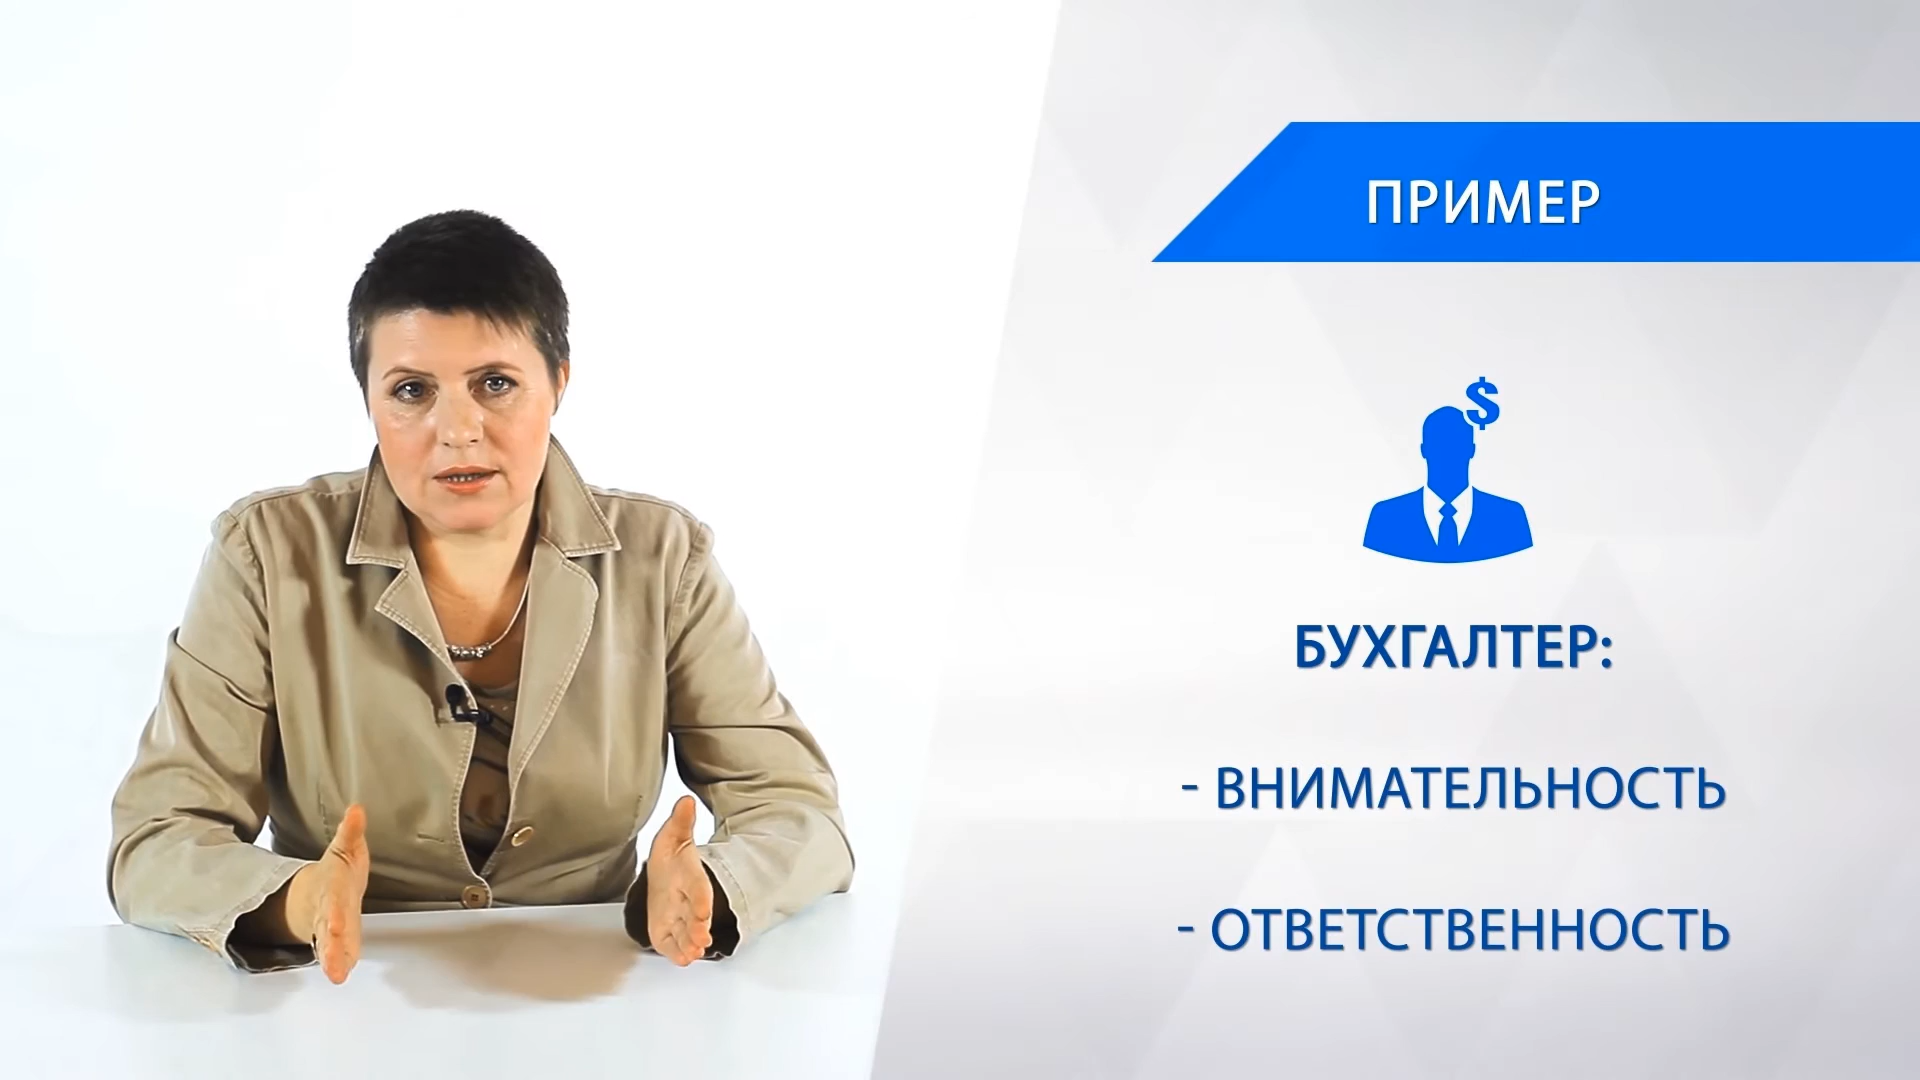 ПРИМЕР
$
БУХГАЛТЕР:
- ВНИМАТЕЛЬНОСТЬ
- ОТВЕТСТВЕННОСТЬ